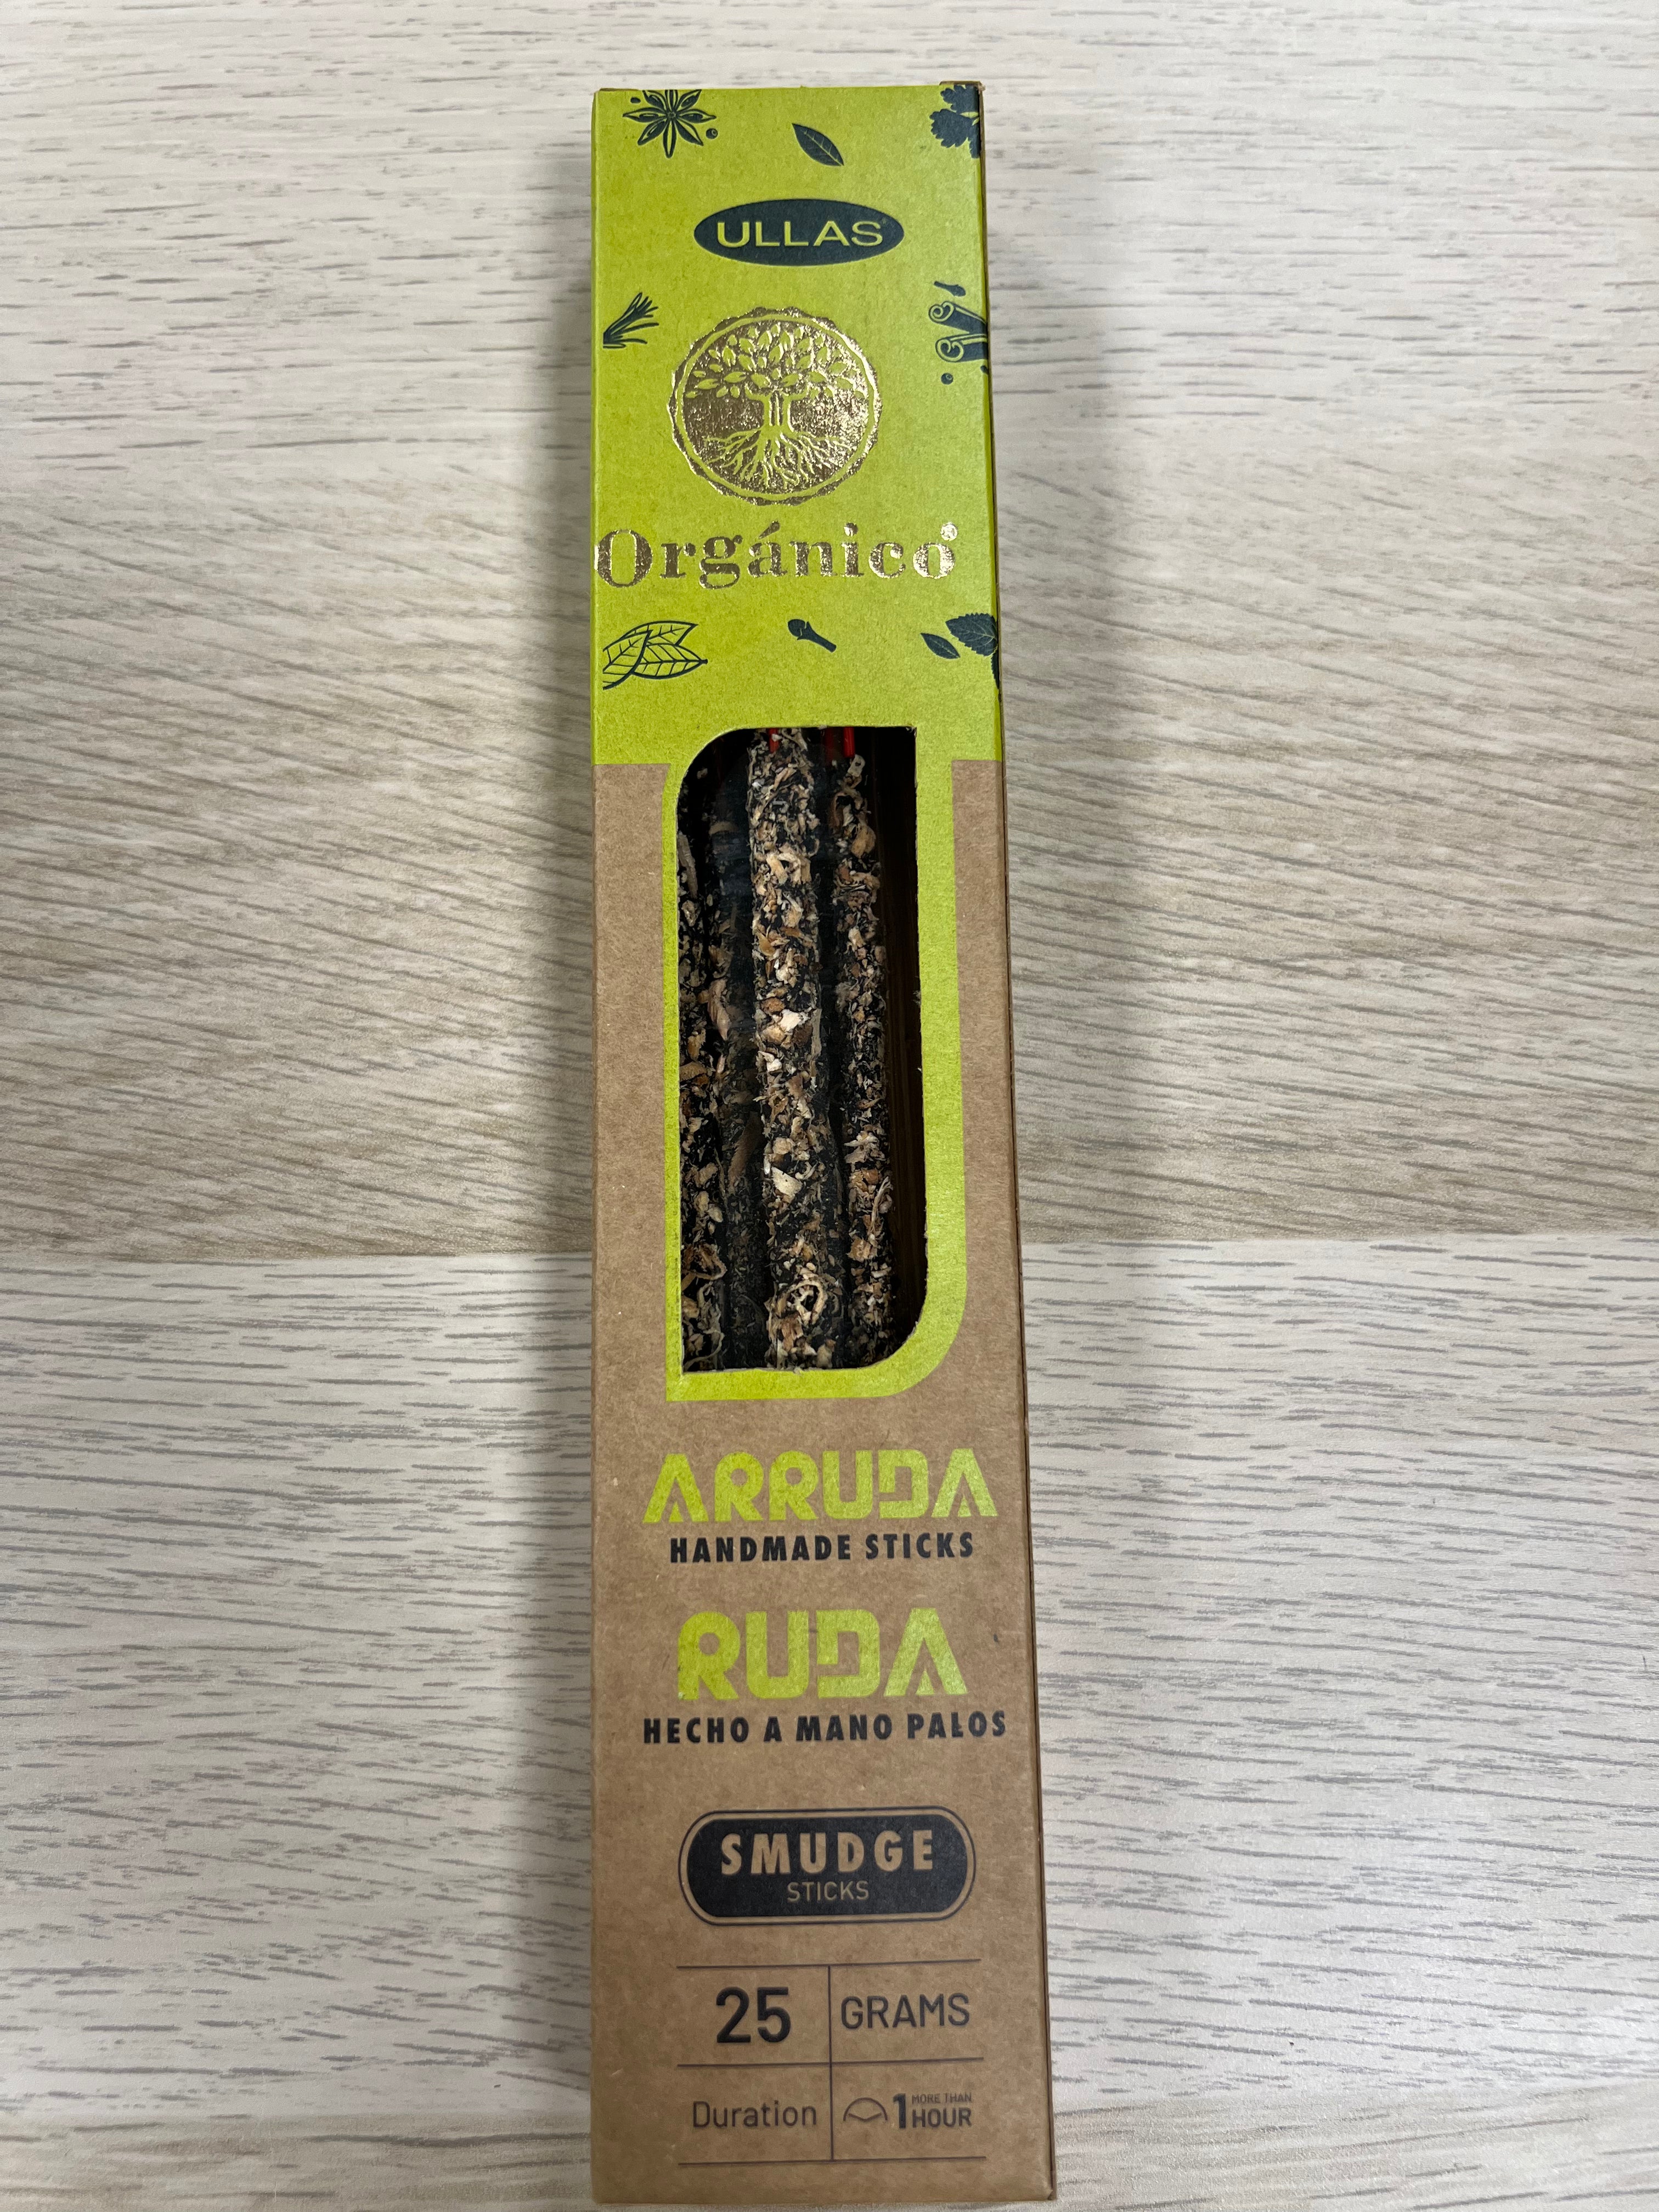 ULLAS
Orgánico®
ARRUDA
HANDMADE STICKS
RUDA
HECHO A MANO PALOS
SMUDGE
STICKS
25 GRAMS
Duration 1 MORE THAN
HOUR